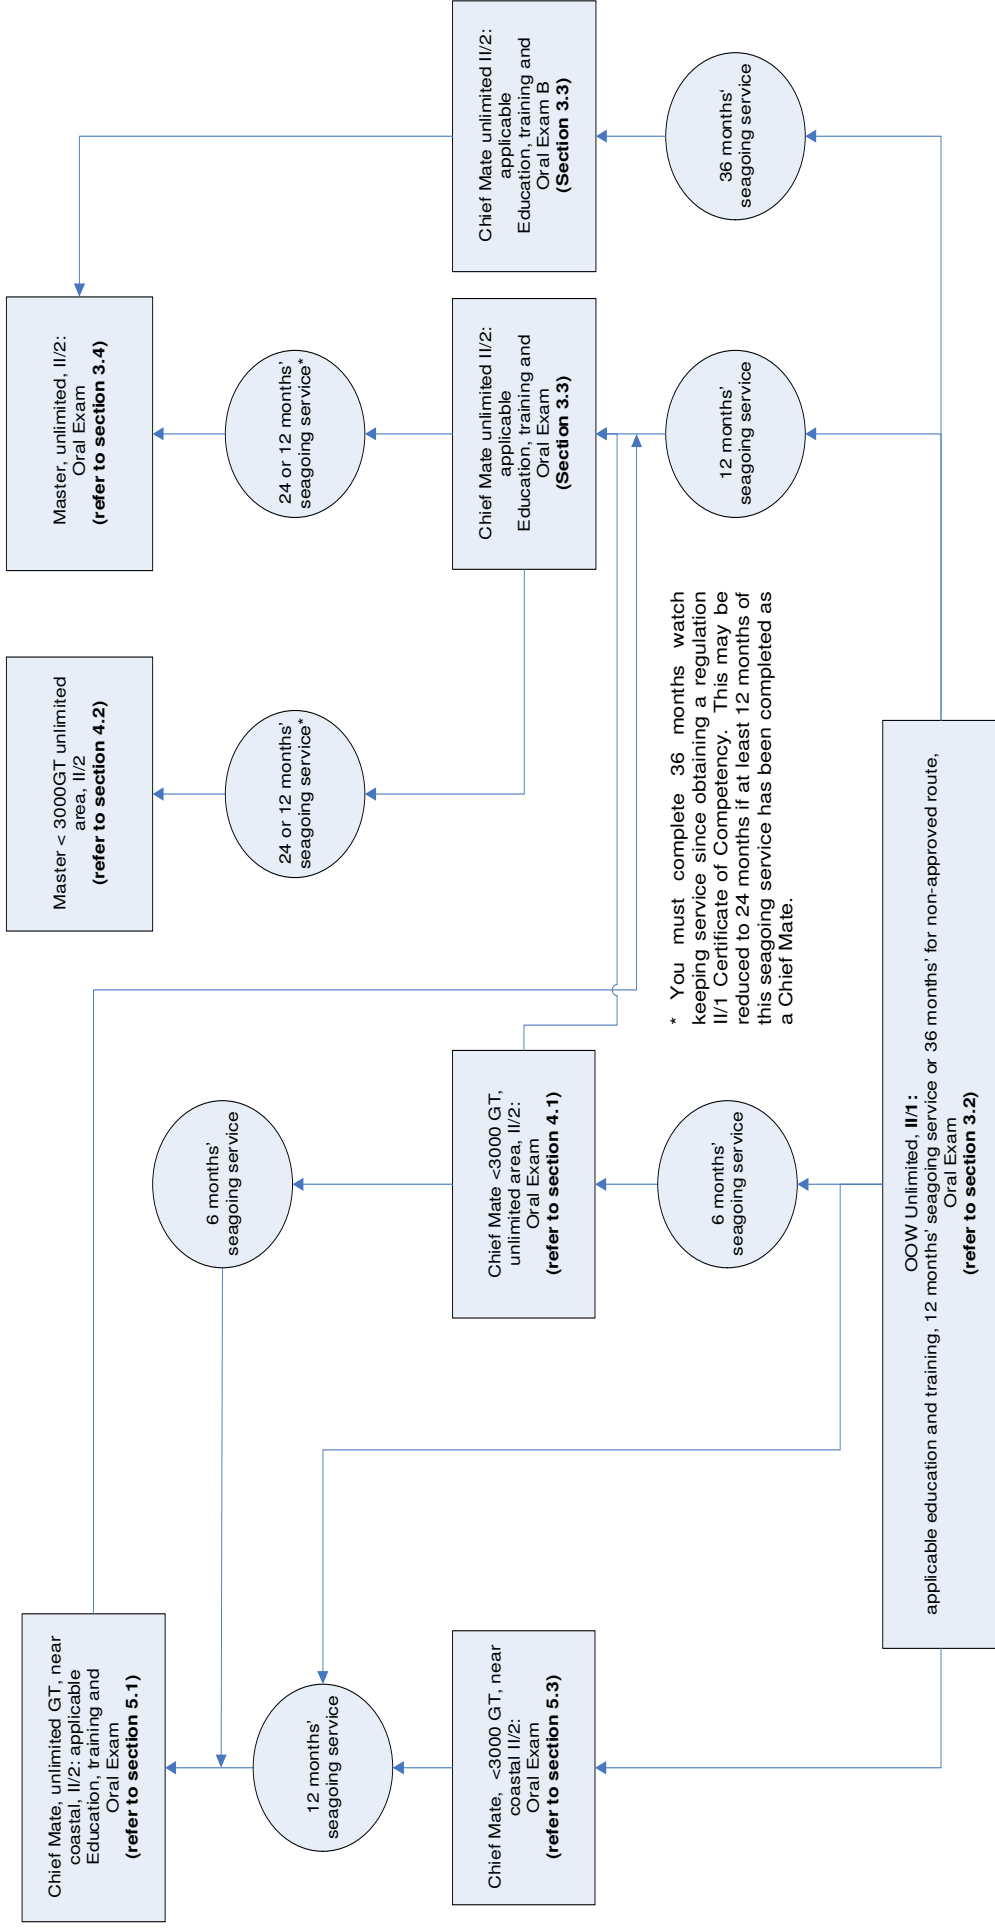 Chief Mate, unlimited GT, near
coastal, II/2: applicable
Education, training and
Oral Exam
(refer to section 5.1)
12 months’
seagoing service
Chief Mate, <3000 GT, near
coastal II/2:
Oral Exam
(refer to section 5.3)
6 months’
seagoing service
Chief Mate <3000 GT,
unlimited area, II/2:
Oral Exam
(refer to section 4.1)
6 months’
seagoing service
Master < 3000GT unlimited
area, II/2
(refer to section 4.2)
24 or 12 months’
seagoing service*
Master, unlimited, II/2:
Oral Exam
(refer to section 3.4)
24 or 12 months’
seagoing service*
Chief Mate unlimited II/2:
applicable
Education, training and
Oral Exam
(Section 3.3)
12 months’
seagoing service
Chief Mate unlimited II/2:
applicable
Education, training and
Oral Exam B
(Section 3.3)
36 months‘
seagoing service
* You must complete 36 months watch
keeping service since obtaining a regulation
II/1 Certificate of Competency. This may be
reduced to 24 months if at least 12 months of
this seagoing service has been completed as
a Chief Mate.
OOW Unlimited, II/1:
applicable education and training, 12 months’ seagoing service or 36 months’ for non-approved route,
Oral Exam
(refer to section 3.2)